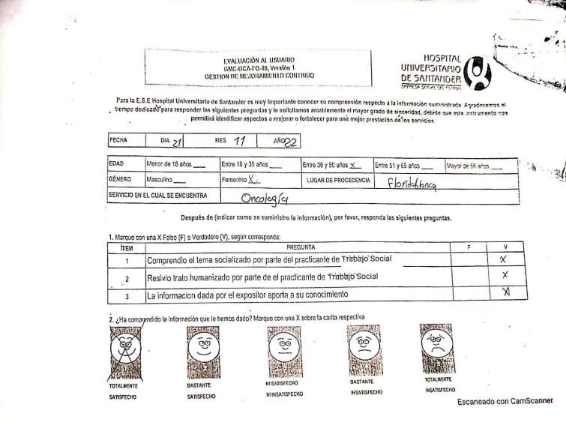 EVALUACIÓN AL USUARIO
GMC-GCA-FO-46, Versión 1
GESTION DE MEJORAMIENTO CONTINUO
HOSPITAL
UNIVERSITARIO
DE SANTANDER
EMPRESA SOCIAL DEL ESTADO
Para la E.S.E Hospital Universitario de Santander es muy importante conocer su compresión respecto a la información suministrada. Agradecemos el
tiempo dedicado para responder las siguientes preguntas y le solicitamos amablemente el mayor grado de sinceridad, debido que este instrumento nos
permitirá identificar aspectos a mejorar o fortalecer para una mejor prestación de los servicios
FECHA DIA 21 MES 11 AÑO 22
EDAD Menor de 18 años ___ Entre 18 y 35 años ___ Entre 36 y 50 años X Entre 51 y 65 años ___ Mayor de 66 años ___
GÉNERO Masculino ___ Femenino X LUGAR DE PROCEDENCIA Floridablanca
SERVICIO EN EL CUAL SE ENCUENTRA Oncología
Después de (indicar como se suministro la información), por favor, responda las siguientes preguntas.
1. Marque con una X Falso (F) o Verdadero (V), según corresponda:
ÍTEM PREGUNTA F V
1 Comprendio el tema socializado por parte del practicante de Trabajo Social X
2 Resivio trato humanizado por parte de el practicante de Trabajo Social X
3 La informacion dada por el expositor aporta a su conocimiento X
2. ¿Ha comprendido la información que le hemos dado? Marque con una X sobre la carita respectiva
TOTALMENTE BASTANTE NI SATISFECHO BASTANTE TOTALMENTE
SATISFECHO SATISFECHO NI INSATISFECHO INSATISFECHO INSATISFECHO
Escaneado con CamScanner